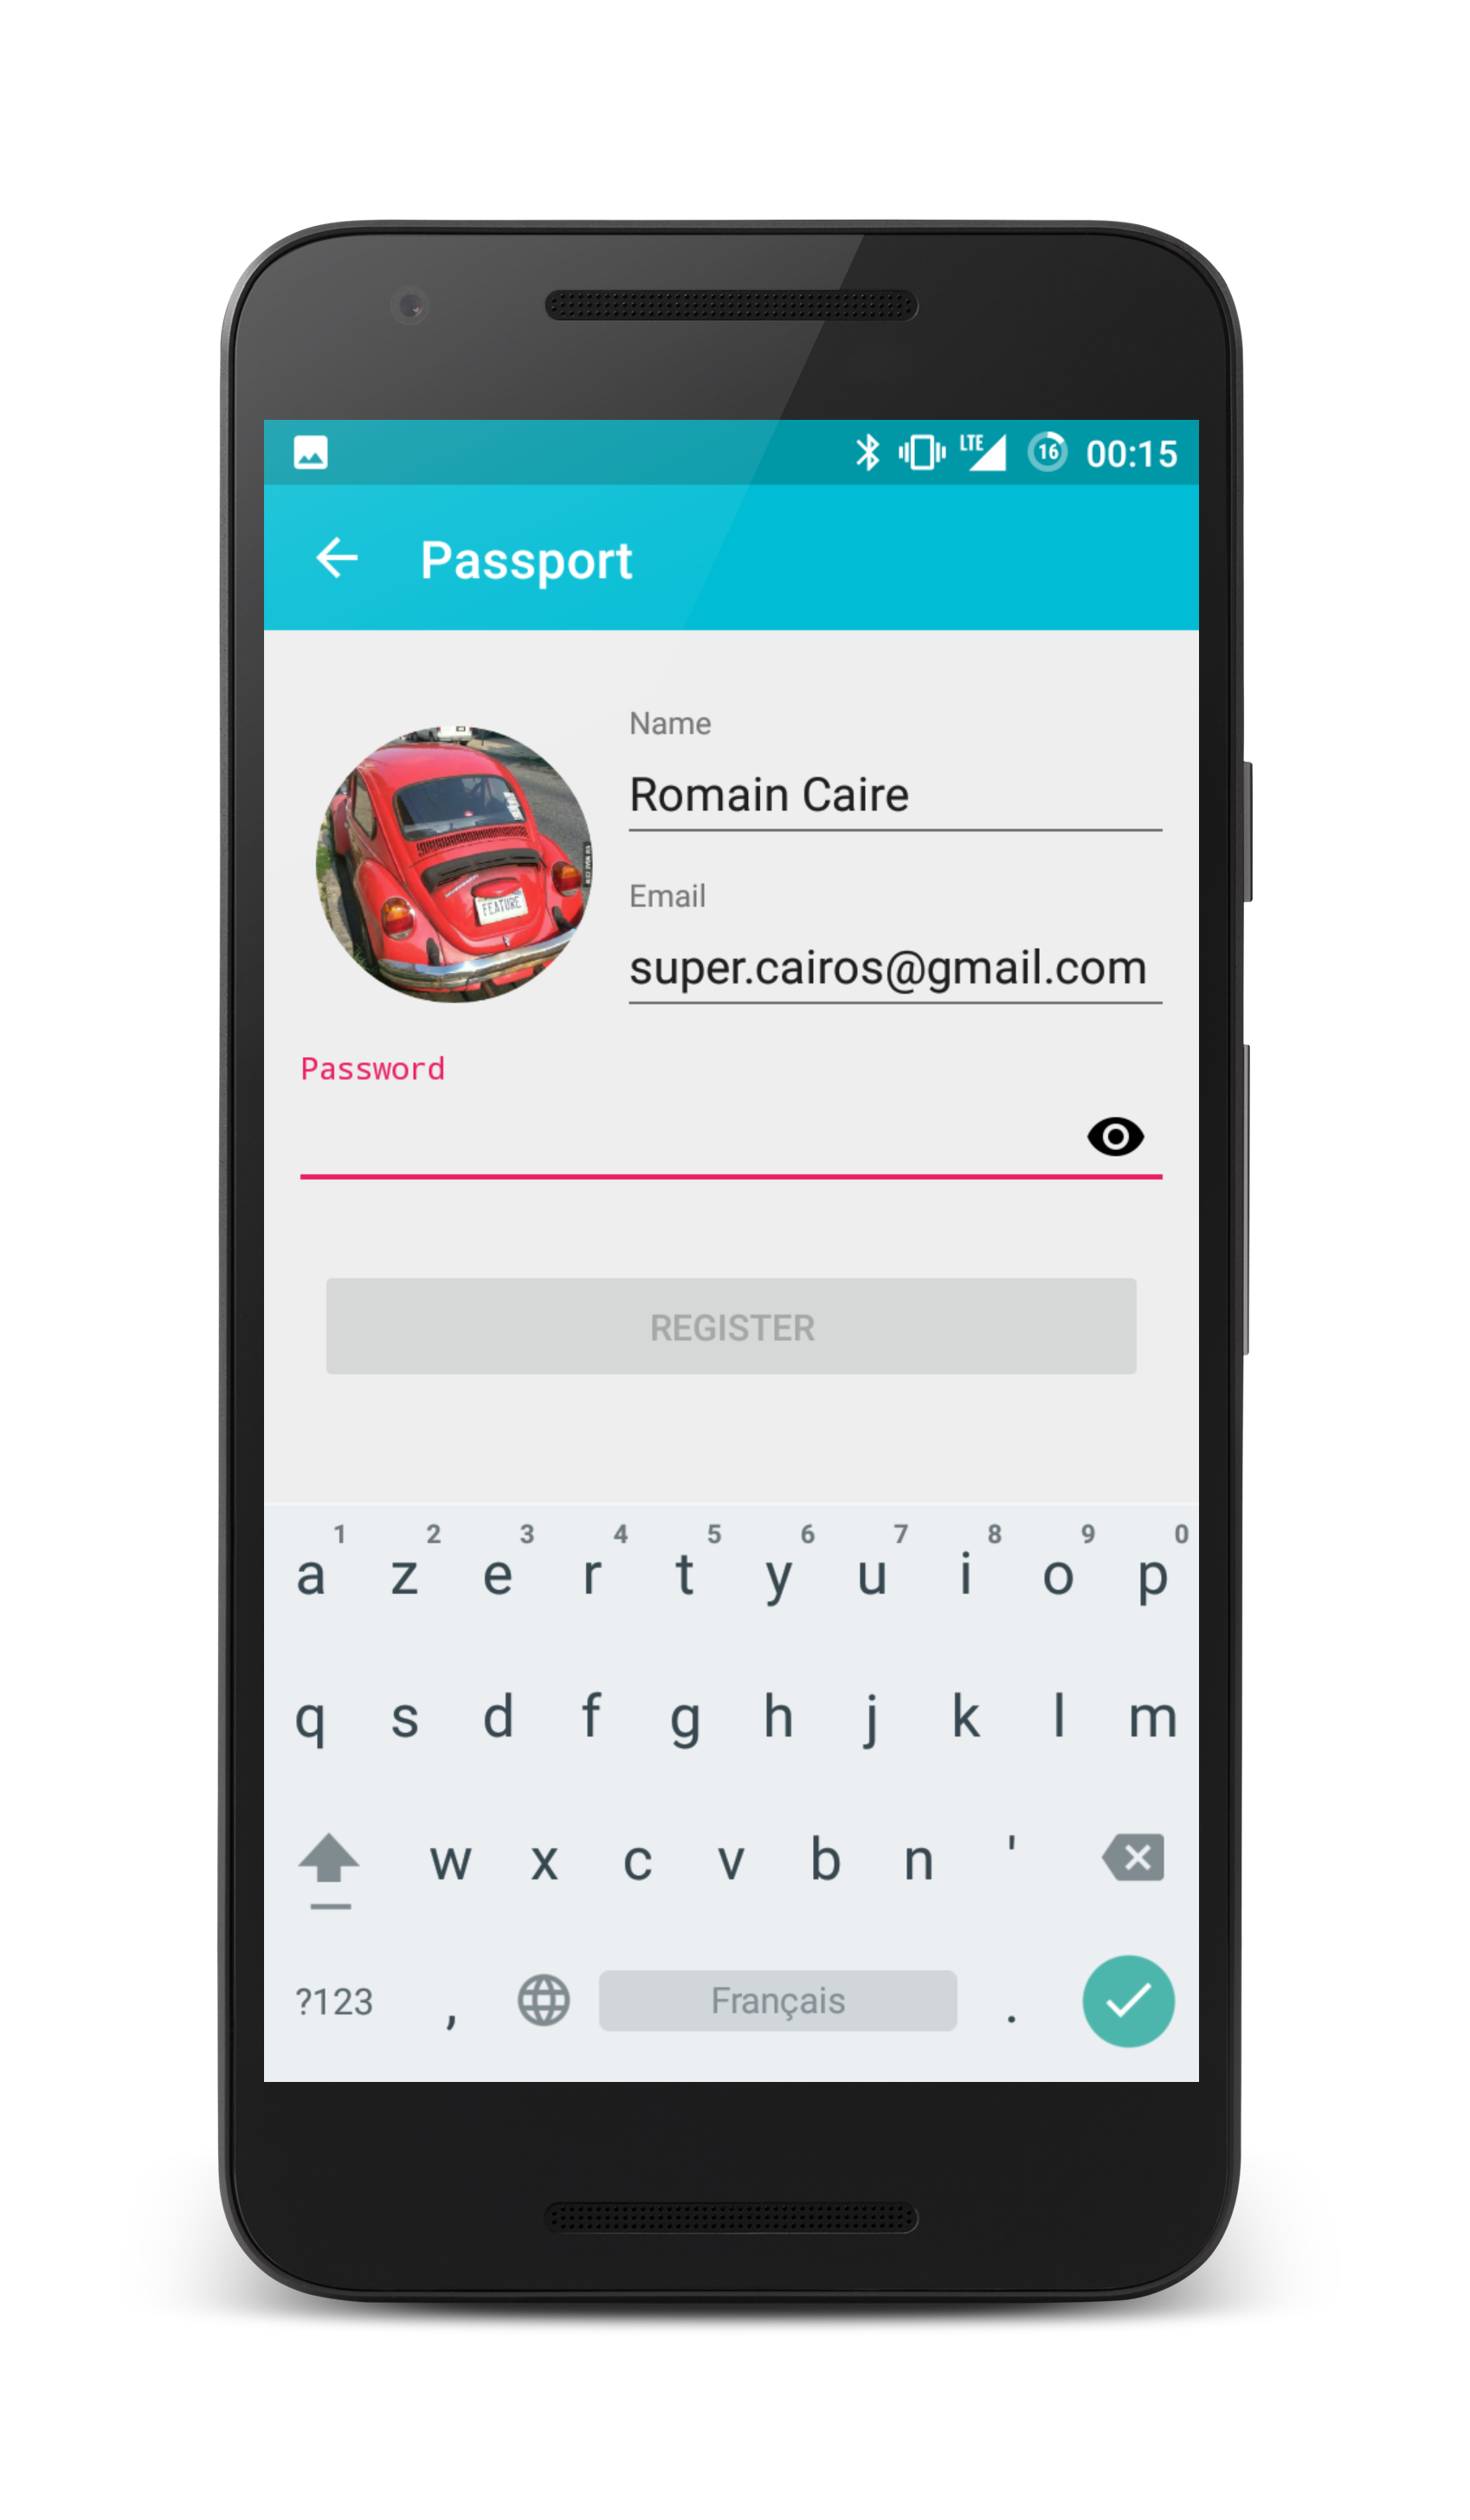 LTE 16 00:15
Passport
Name
Romain Caire
Email
super.cairos@gmail.com
FEATURE
Password
REGISTER
1 2 3 4 5 6 7 8 9 0
a z e r t y u i o p
q s d f g h j k l m
w x c v b n '
?123 , Français .